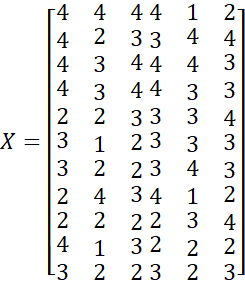 4 4 4 4 1 2
4 2 3 3 4 4
4 3 4 4 4 3
4 3 4 4 3 3
2 2 3 3 3 4
X = 3 1 2 3 3 3
3 2 2 3 4 3
2 4 3 4 1 2
2 2 2 2 3 4
4 1 3 2 2 2
3 2 2 3 2 3